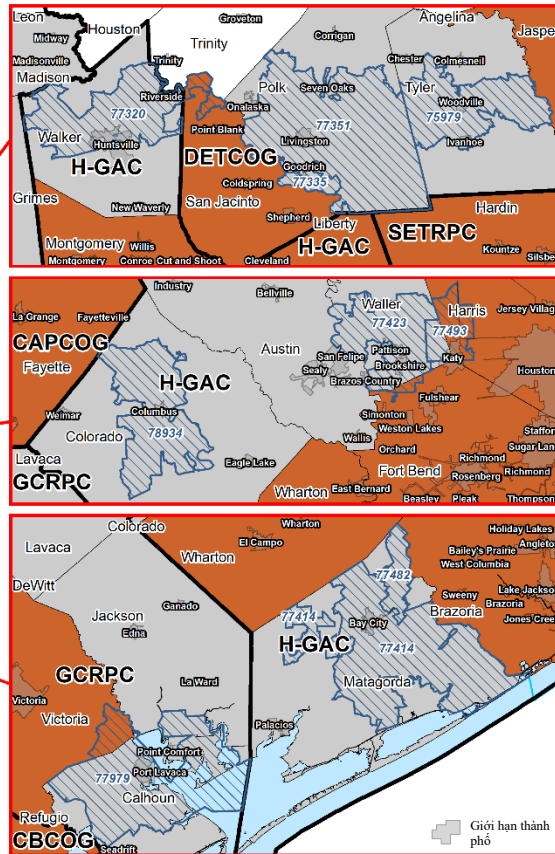 Leon
Houston
Groveton
Angelina
Midway
Trinity
Corrigan
Jaspe
Madisonville
Trinity
Chester
Colmesneil
Madison
Polk
Seven Oaks
Tyler
Riverside
Onalaska
Woodville
77320
77351
75979
Walker
Point Blank
Huntsville
Livingston
Ivanhoe
H-GAC
DETCOG
Goodrich
Coldspring
77335
Grimes
New Waverly
San Jacinto
Shepherd
Liberty
Hardin
Montgomery
Willis
H-GAC
SETRPC
Kountze
Montgomery
Conroe
Cut and Shoot
Cleveland
Silsbe
Industry
Bellville
Waller
Harris
La Grange
Fayetteville
77423
Jersey Villag
CAPCOG
Austin
77493
Fayette
San Felipe
Pattison
H-GAC
Sealy
Brookshire
Katy
Houston
Brazos Country
Weimar
Columbus
Simonton
Fulshear
Weston Lakes
Colorado
78934
Wallis
Orchard
Stafford
Sugar Lan
Lavaca
Eagle Lake
Fort Bend
Richmond
Rosenberg
Richmond
GCRPC
Wharton
East Bernard
Beasley
Pleak
Thompson
Colorado
Wharton
Holiday Lakes
Lavaca
Wharton
El Campo
Angleto
Bailey's Prairie
West Columbia
77482
DeWitt
Lake Jackson
Jackson
Ganado
Sweeny
Brazoria
77414
Brazoria
Jones Cree
Edna
Bay City
H-GAC
GCRPC
77414
La Ward
Matagorda
Victoria
Victoria
Palacios
Point Comfort
77979
Port Lavaca
Calhoun
Refugio
CBCOG
Seadrift
Giới hạn thành
phố